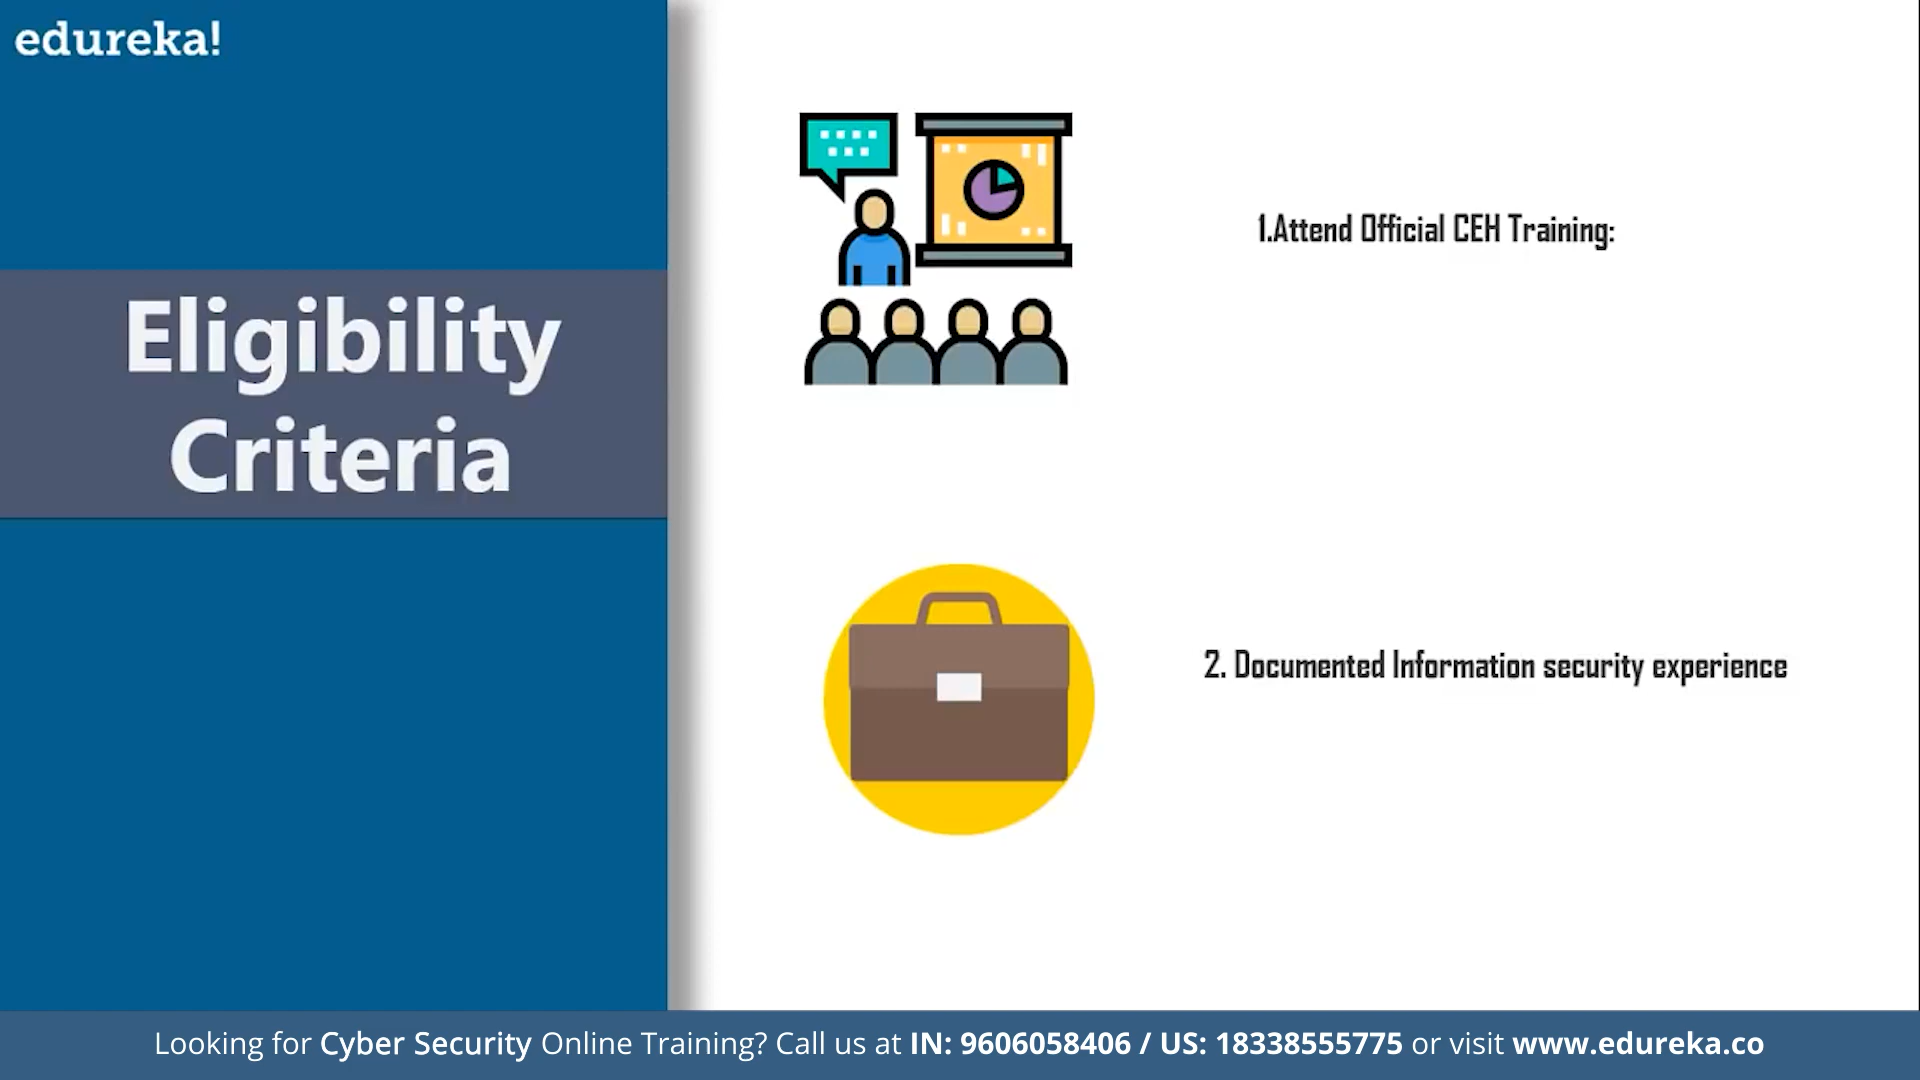 edureka!
Eligibility
Criteria
1.Attend Official CEH Training:
2. Documented Information security experience
Looking for Cyber Security Online Training? Call us at IN: 9606058406 / US: 18338555775 or visit www.edureka.co